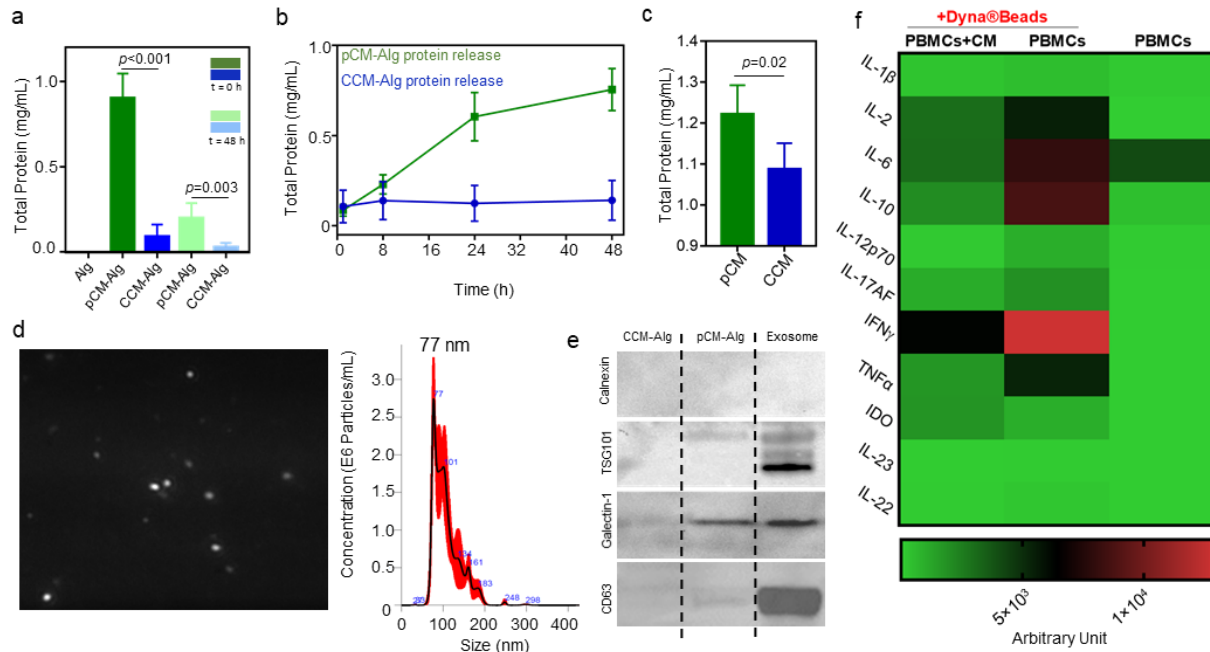 a
Total Protein (mg/mL)
1.0
0.5
0.0
p<0.001
p=0.003
t = 0 h
t = 48 h
Alg
pCM-Alg
CCM-Alg
pCM-Alg
CCM-Alg
b
Total Protein (mg/mL)
1.0
0.5
0
pCM-Alg protein release
CCM-Alg protein release
0 8 16 24 32 40 48
Time (h)
c
Total Protein (mg/mL)
1.4
1.3
1.2
1.1
1.0
0.9
p=0.02
pCM
CCM
d
77 nm
Concentration (E6 Particles/mL)
3.0
2.5
2.0
1.5
1.0
0.5
0
77
101
134
161
183
248
298
0 100 200 300 400
Size (nm)
e
CCM-Alg pCM-Alg Exosome
Calnexin
TSG101
Galectin-1
CD63
f
+Dyna®Beads
PBMCs+CM PBMCs PBMCs
IL-1β
IL-2
IL-6
IL-10
IL-12p70
IL-17AF
IFNγ
TNFα
IDO
IL-23
IL-22
5×10³ 1×10⁴
Arbitrary Unit